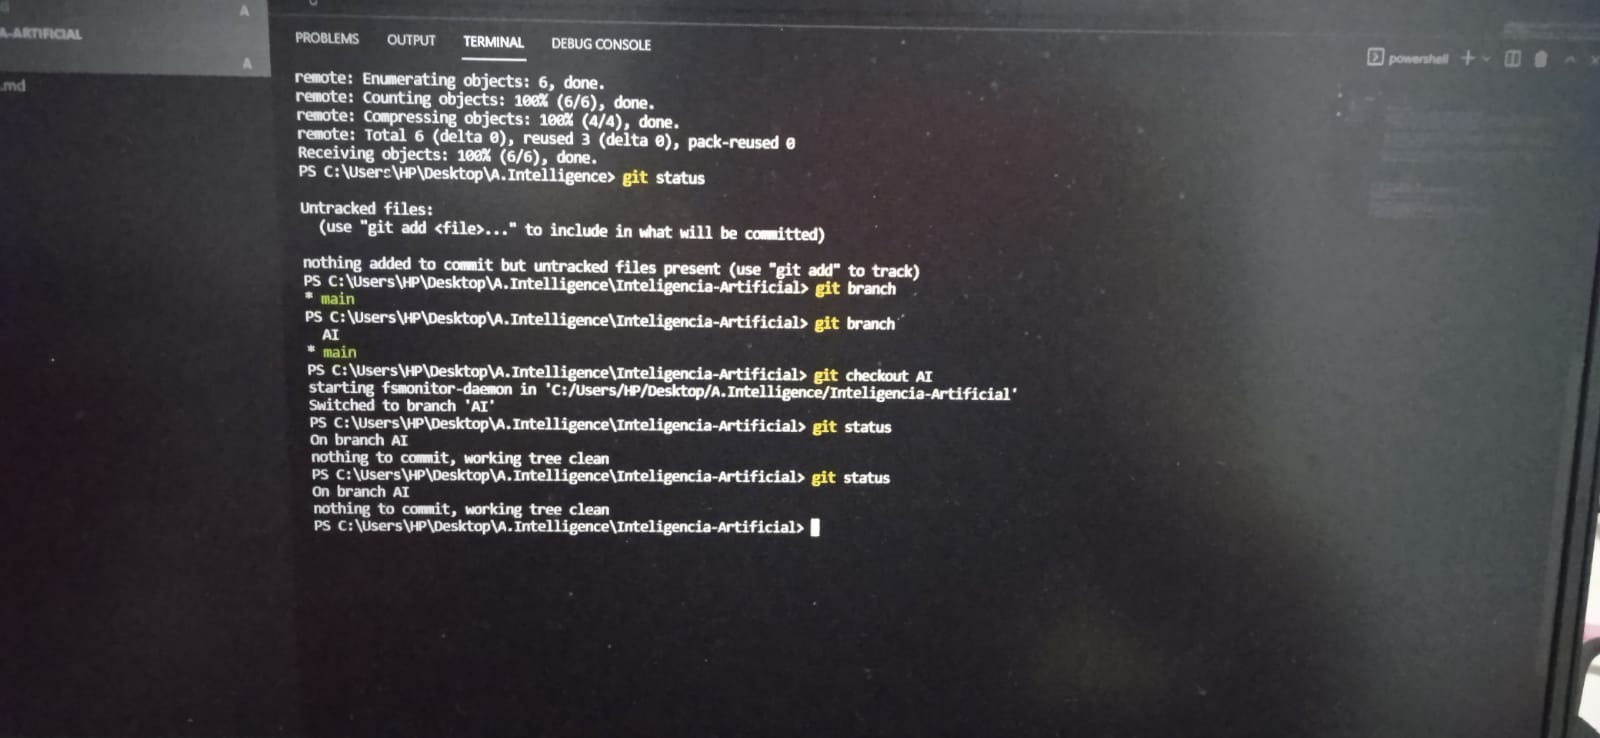 A
A-ARTIFICIAL
A
.md
PROBLEMS OUTPUT TERMINAL DEBUG CONSOLE
powershell
remote: Enumerating objects: 6, done.
remote: Counting objects: 100% (6/6), done.
remote: Compressing objects: 100% (4/4), done.
remote: Total 6 (delta 0), reused 3 (delta 0), pack-reused 0
Receiving objects: 100% (6/6), done.
PS C:\Users\HP\Desktop\A.Intelligence> git status
Untracked files:
(use "git add <file>..." to include in what will be committed)
nothing added to commit but untracked files present (use "git add" to track)
PS C:\Users\HP\Desktop\A.Intelligence\Inteligencia-Artificial> git branch
* main
PS C:\Users\HP\Desktop\A.Intelligence\Inteligencia-Artificial> git branch
AI
* main
PS C:\Users\HP\Desktop\A.Intelligence\Inteligencia-Artificial> git checkout AI
starting fsmonitor-daemon in 'C:/Users/HP/Desktop/A.Intelligence/Inteligencia-Artificial'
Switched to branch 'AI'
PS C:\Users\HP\Desktop\A.Intelligence\Inteligencia-Artificial> git status
On branch AI
nothing to commit, working tree clean
PS C:\Users\HP\Desktop\A.Intelligence\Inteligencia-Artificial> git status
On branch AI
nothing to commit, working tree clean
PS C:\Users\HP\Desktop\A.Intelligence\Inteligencia-Artificial>